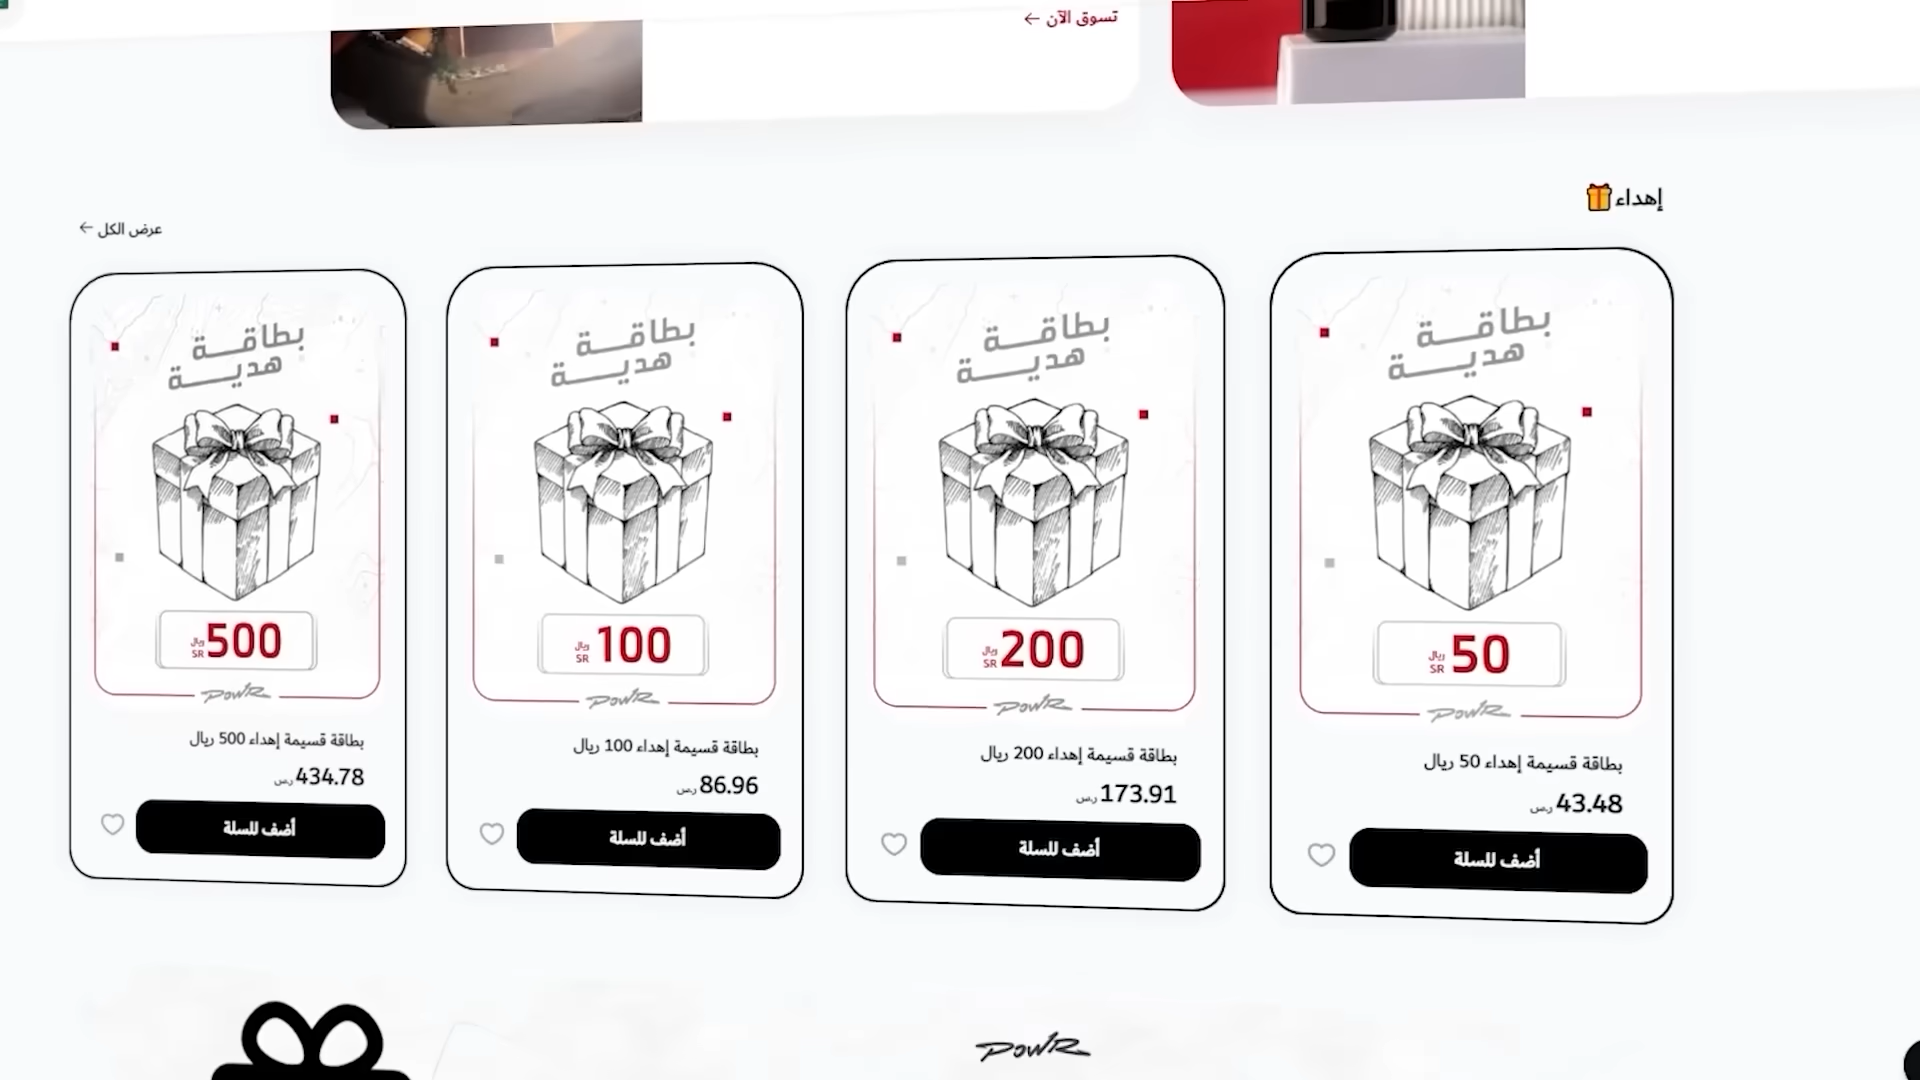 تسوق الآن ←
إهداء
عرض الكل ←
بطاقة
هدية
50 ريال SR
POWR
بطاقة قسيمة إهداء 50 ريال
43.48 ر.س
أضف للسلة
بطاقة
هدية
200 ريال SR
POWR
بطاقة قسيمة إهداء 200 ريال
173.91 ر.س
أضف للسلة
بطاقة
هدية
100 ريال SR
POWR
بطاقة قسيمة إهداء 100 ريال
86.96 ر.س
أضف للسلة
بطاقة
هدية
500 ريال SR
POWR
بطاقة قسيمة إهداء 500 ريال
434.78 ر.س
أضف للسلة
POWR